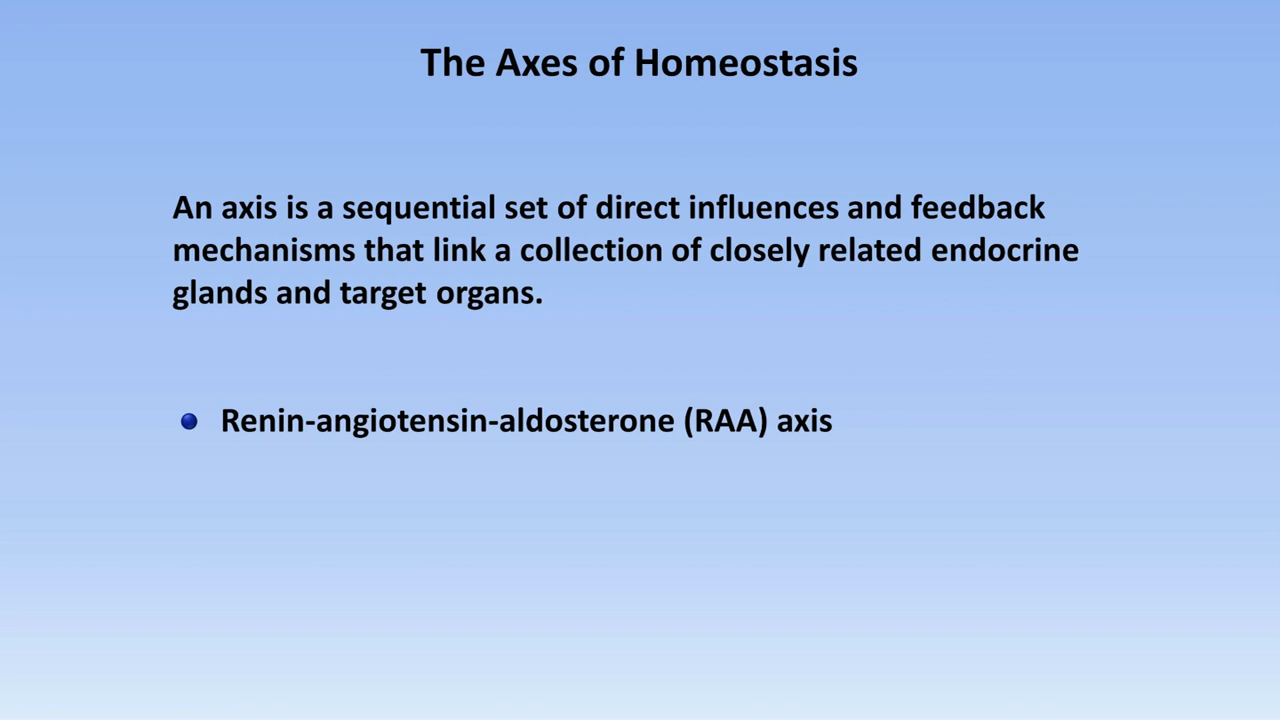 The Axes of Homeostasis
An axis is a sequential set of direct influences and feedback
mechanisms that link a collection of closely related endocrine
glands and target organs.
Renin-angiotensin-aldosterone (RAA) axis